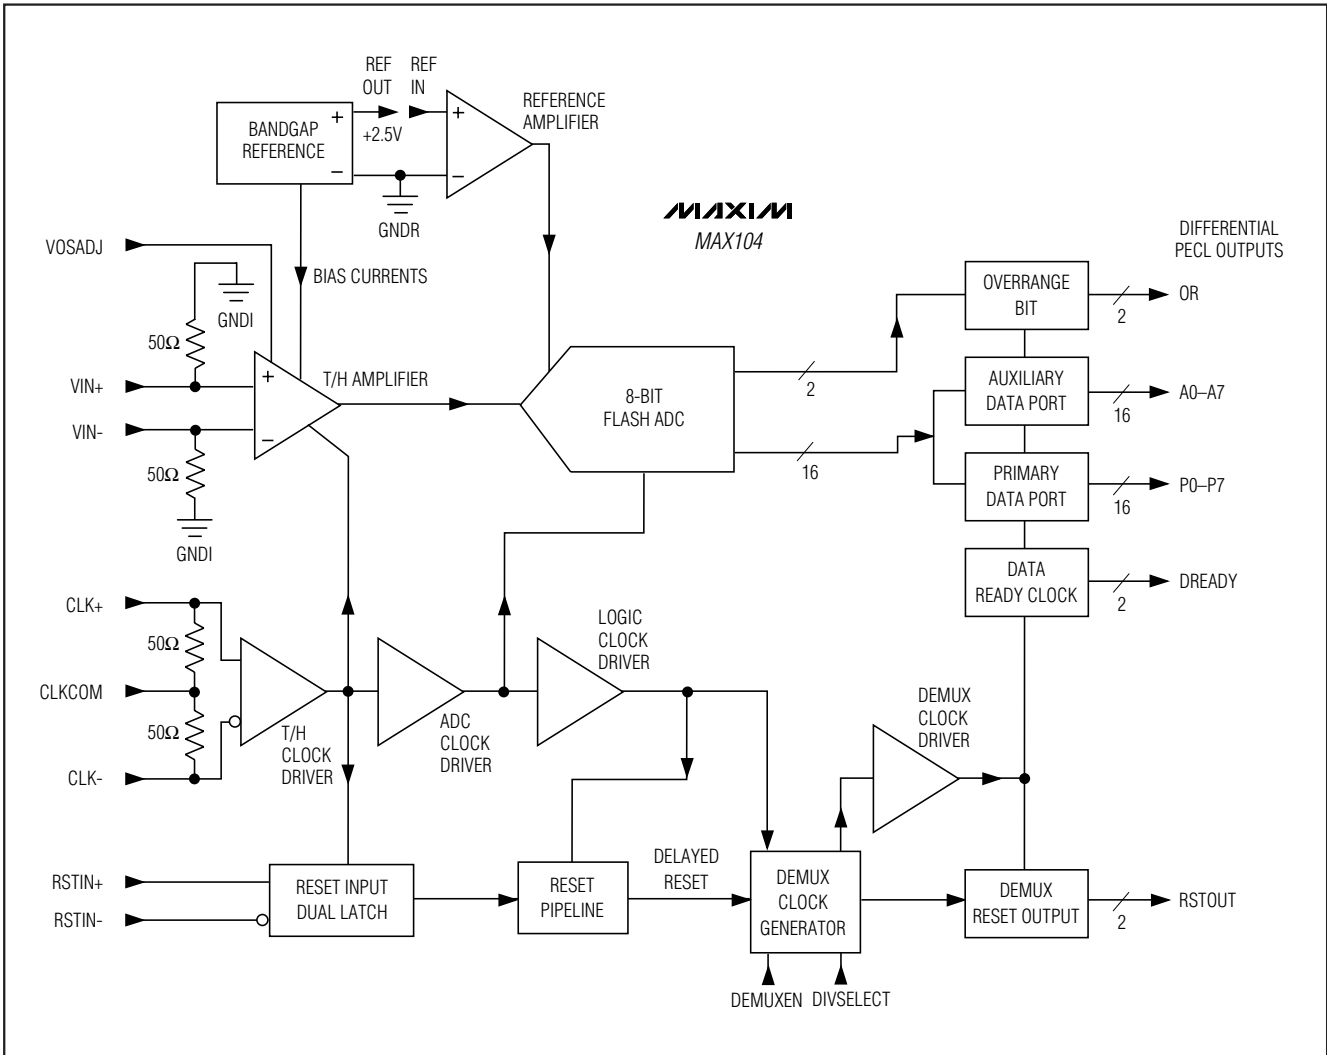 REF
OUT
REF
IN
BANDGAP
REFERENCE
+
−
+2.5V
+
−
REFERENCE
AMPLIFIER
GNDR
MAXIM
MAX104
DIFFERENTIAL
PECL OUTPUTS
VOSADJ
BIAS CURRENTS
GNDI
50Ω
VIN+
+
−
T/H AMPLIFIER
VIN-
50Ω
GNDI
8-BIT
FLASH ADC
2
16
OVERRANGE
BIT
2
OR
AUXILIARY
DATA PORT
16
A0–A7
PRIMARY
DATA PORT
16
P0–P7
DATA
READY CLOCK
2
DREADY
CLK+
50Ω
CLKCOM
50Ω
CLK-
T/H
CLOCK
DRIVER
ADC
CLOCK
DRIVER
LOGIC
CLOCK
DRIVER
DEMUX
CLOCK
DRIVER
RSTIN+
RSTIN-
RESET INPUT
DUAL LATCH
RESET
PIPELINE
DELAYED
RESET
DEMUX
CLOCK
GENERATOR
DEMUX
RESET OUTPUT
2
RSTOUT
DEMUXEN
DIVSELECT